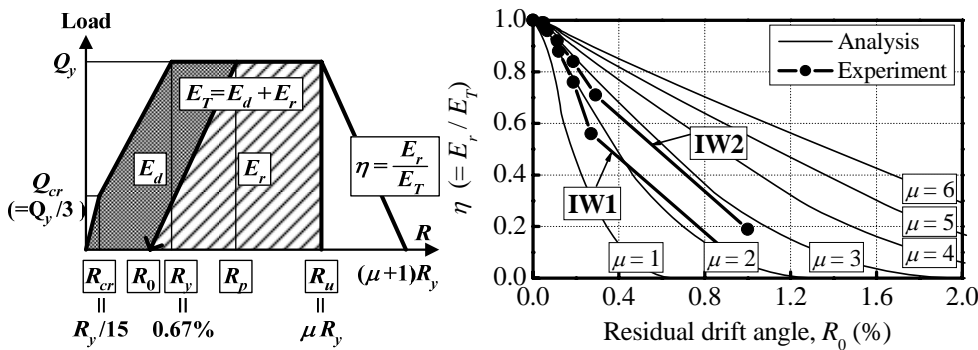 Load
Q_y
E_T=E_d+E_r
E_d
E_r
η = E_r / E_T
Q_cr
(=Q_y/3)
R
R_cr
R_0
R_y
R_p
R_u
(μ+1)R_y
=
=
=
R_y/15
0.67%
μR_y
η (= E_r / E_T)
1.0
0.8
0.6
0.4
0.2
0.0
Analysis
Experiment
IW2
IW1
μ = 6
μ = 5
μ = 4
μ = 3
μ = 2
μ = 1
0.0 0.4 0.8 1.2 1.6 2.0
Residual drift angle, R_0 (%)